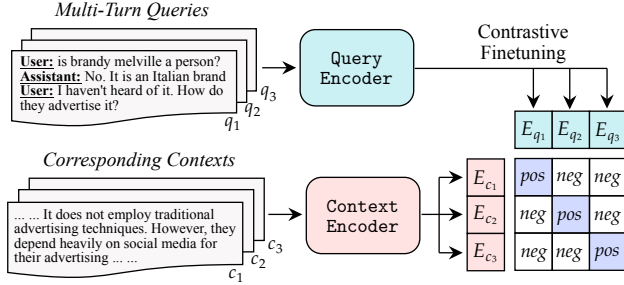 Multi-Turn Queries
User: is brandy melville a person?
Assistant: No. It is an Italian brand
User: I haven't heard of it. How do
they advertise it?
q1
q2
q3
Query
Encoder
Contrastive
Finetuning
Eq1 Eq2 Eq3
Corresponding Contexts
... ... It does not employ traditional
advertising techniques. However, they
depend heavily on social media for
their advertising ... ...
c1
c2
c3
Context
Encoder
Ec1 pos neg neg
Ec2 neg pos neg
Ec3 neg neg pos